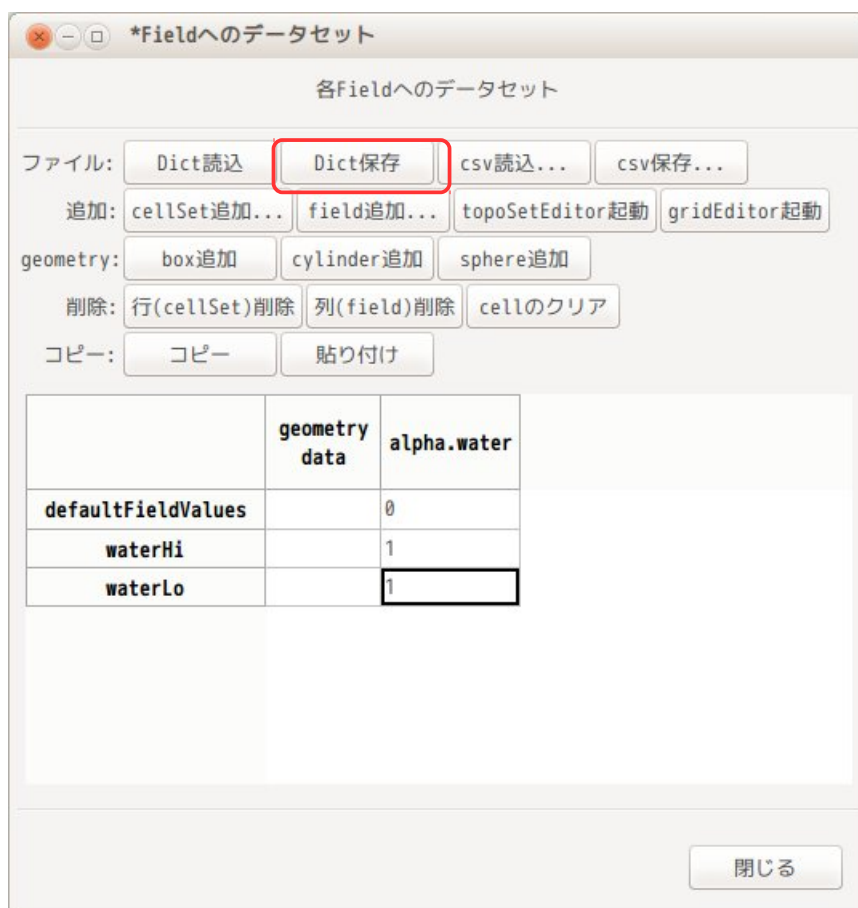 *Fieldへのデータセット
各Fieldへのデータセット
ファイル: Dict読込 Dict保存 csv読込... csv保存...
追加: cellSet追加... field追加... topoSetEditor起動 gridEditor起動
geometry: box追加 cylinder追加 sphere追加
削除: 行(cellSet)削除 列(field)削除 cellのクリア
コピー: コピー 貼り付け
geometry
data alpha.water
defaultFieldValues 0
waterHi 1
waterLo 1
閉じる